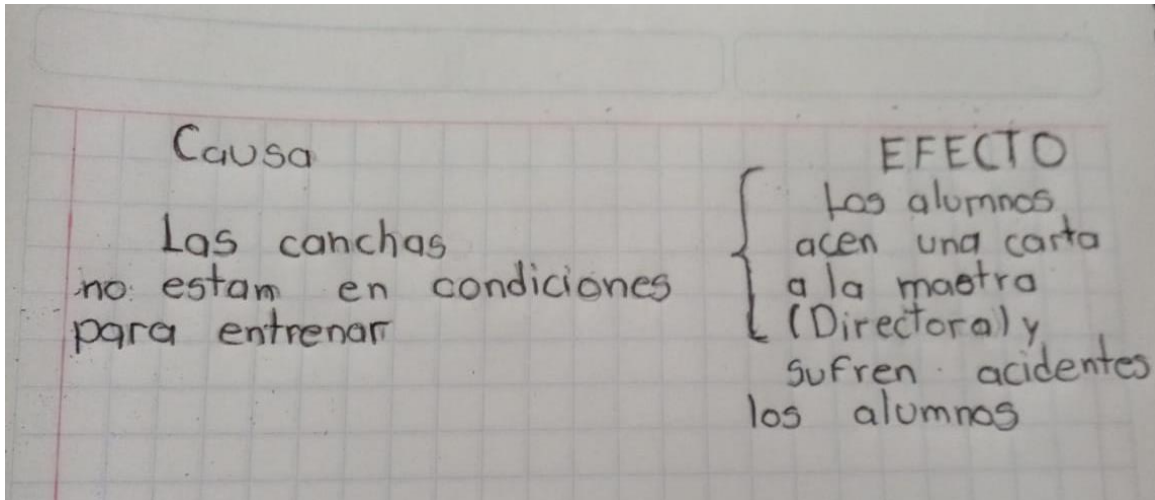 Causa
Las canchas
no estam en condiciones
para entrenar
EFECTO
Los alumnos
acen una carta
a la maetra
(Directora) y
sufren acidentes
los alumnos